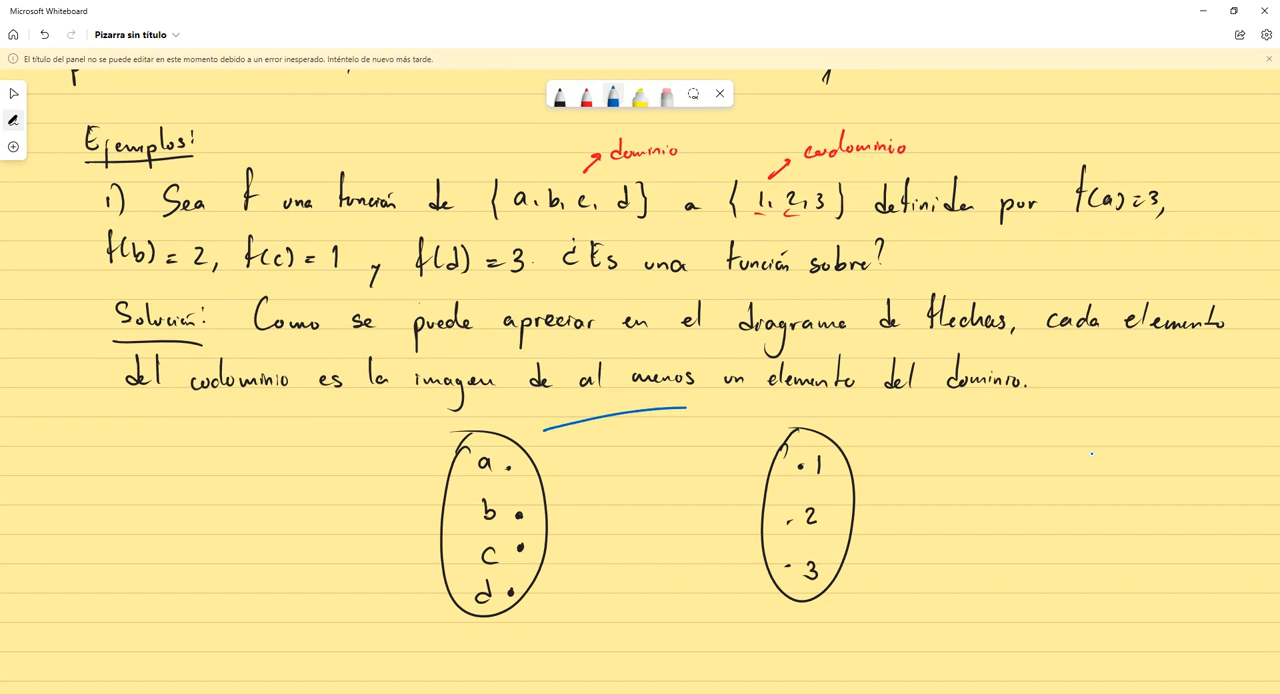 Microsoft Whiteboard
Pizarra sin título
El título del panel no se puede editar en este momento debido a un error inesperado. Inténtelo de nuevo más tarde.
Ejemplos:
dominio
codominio
1) Sea f una función de {a, b, c, d} a {1, 2, 3} definida por f(a) = 3,
f(b) = 2, f(c) = 1 y f(d) = 3. ¿Es una función sobre?
Solución: Como se puede apreciar en el diagrama de flechas, cada elemento
del codominio es la imagen de al menos un elemento del dominio.
a . . 1
b . . 2
c .
. 3
d .